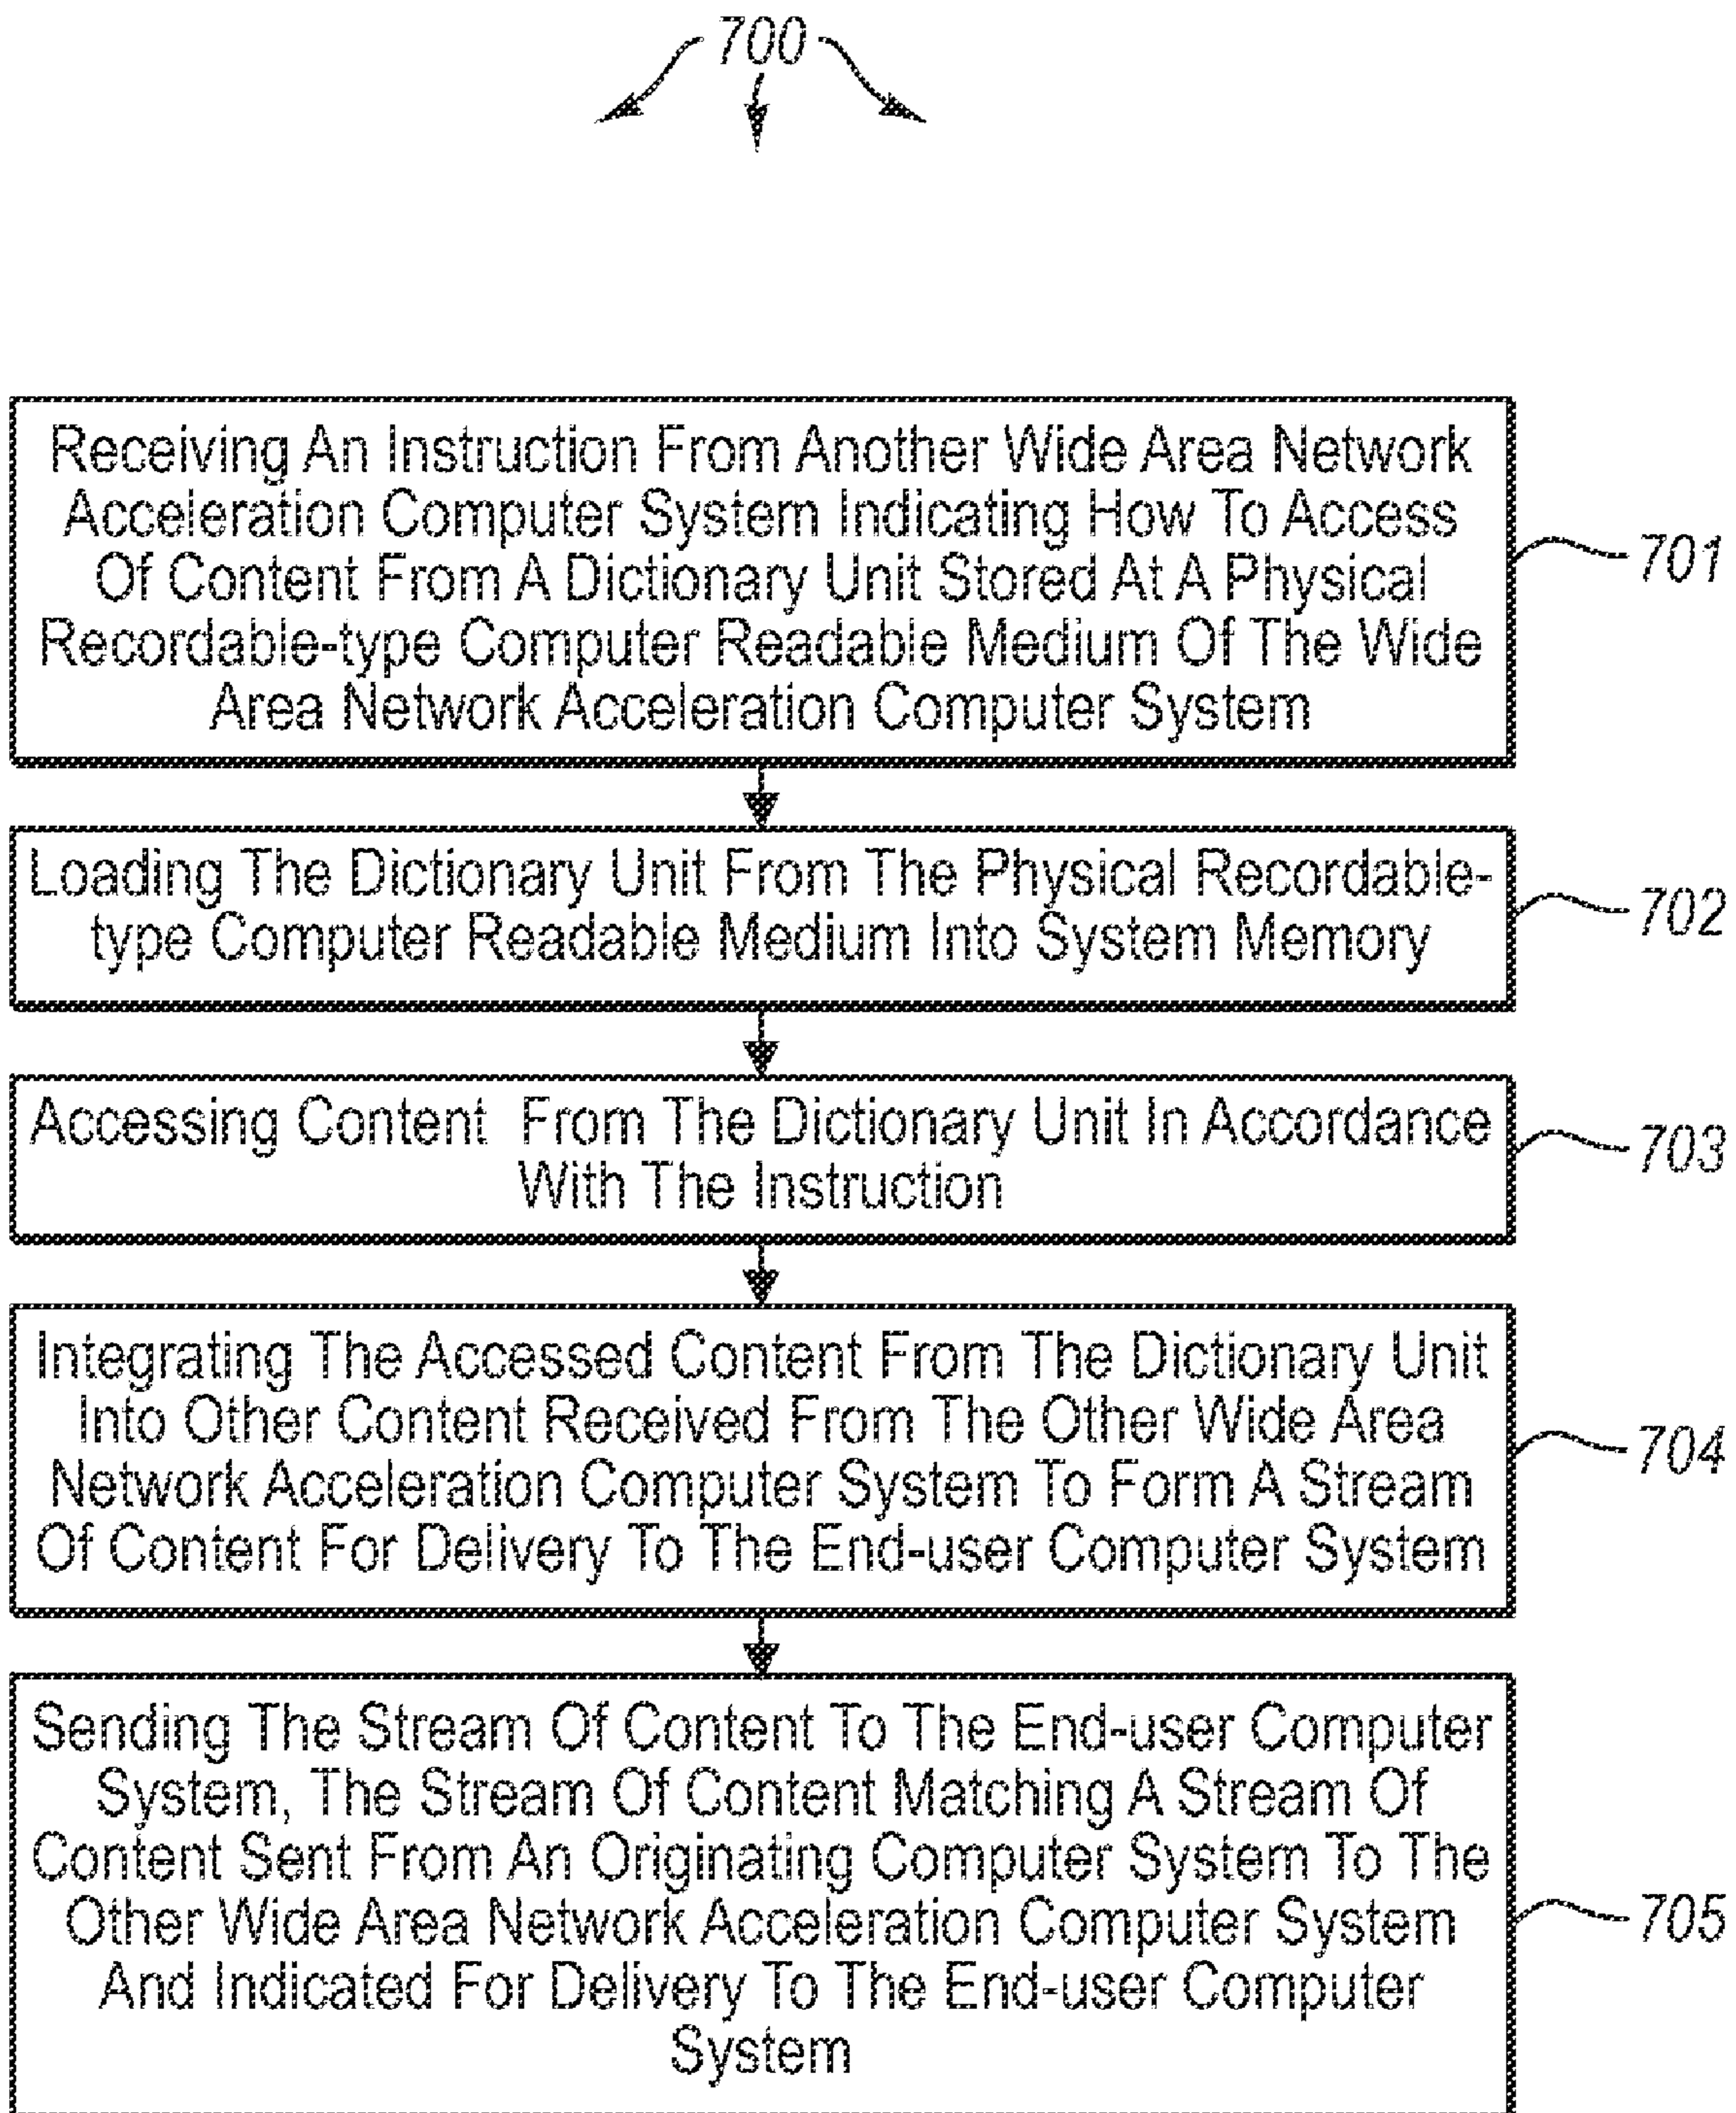 700
Receiving An Instruction From Another Wide Area Network
Acceleration Computer System Indicating How To Access
Of Content From A Dictionary Unit Stored At A Physical
Recordable-type Computer Readable Medium Of The Wide
Area Network Acceleration Computer System
701
Loading The Dictionary Unit From The Physical Recordable-
type Computer Readable Medium Into System Memory
702
Accessing Content From The Dictionary Unit In Accordance
With The Instruction
703
Integrating The Accessed Content From The Dictionary Unit
Into Other Content Received From The Other Wide Area
Network Acceleration Computer System To Form A Stream
Of Content For Delivery To The End-user Computer System
704
Sending The Stream Of Content To The End-user Computer
System, The Stream Of Content Matching A Stream Of
Content Sent From An Originating Computer System To The
Other Wide Area Network Acceleration Computer System
And Indicated For Delivery To The End-user Computer
System
705